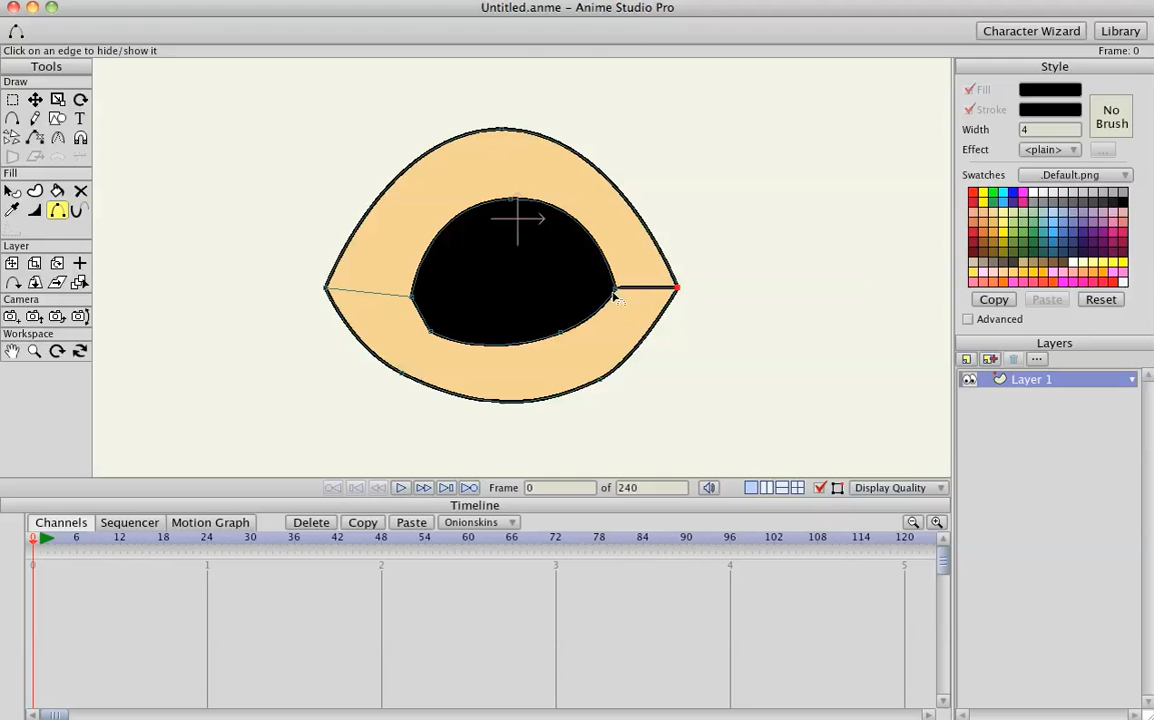 Untitled.anme – Anime Studio Pro
Character Wizard
Library
Click on an edge to hide/show it
Frame: 0
Tools
Draw
T
Fill
Layer
Camera
Workspace
Style
Fill
Stroke
No Brush
Width 4
Effect <plain> ...
Swatches .Default.png
Copy Paste Reset
Advanced
Layers
...
Layer 1
Frame 0 of 240
Display Quality
Timeline
Channels Sequencer Motion Graph Delete Copy Paste Onionskins
0 6 12 18 24 30 36 42 48 54 60 66 72 78 84 90 96 102 108 114 120
0 1 2 3 4 5